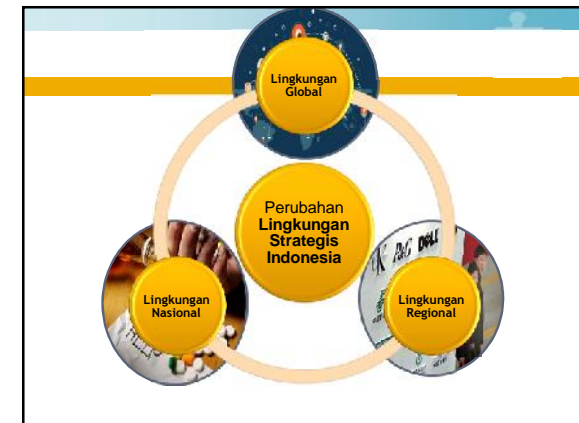 Lingkungan
Global
Perubahan
Lingkungan
Strategis
Indonesia
Lingkungan
Nasional
Lingkungan
Regional